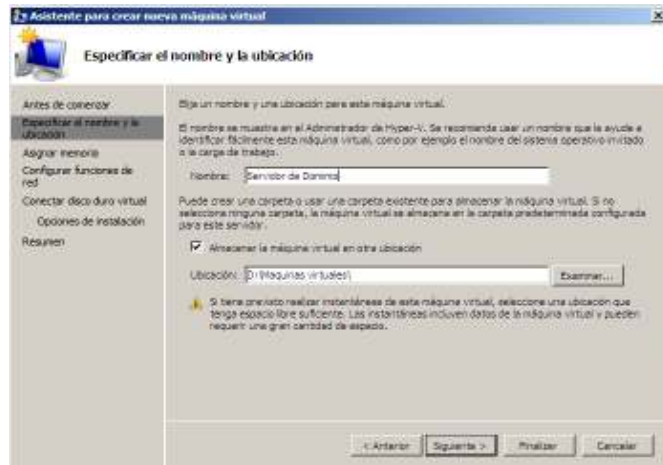 Asistente para crear nueva máquina virtual
Especificar el nombre y la ubicación
Antes de comenzar
Especificar el nombre y la
ubicación
Asignar memoria
Configurar funciones de
red
Conectar disco duro virtual
Opciones de instalación
Resumen
Elija un nombre y una ubicación para esta máquina virtual.
El nombre se muestra en el Administrador de Hyper-V. Se recomienda usar un nombre que le ayude a
identificar fácilmente esta máquina virtual, como por ejemplo el nombre del sistema operativo invitado
o la carga de trabajo.
Nombre: Servidor de Dominio
Puede crear una carpeta o usar una carpeta existente para almacenar la máquina virtual. Si no
selecciona ninguna carpeta, la máquina virtual se almacena en la carpeta predeterminada configurada
para este servidor.
Almacenar la máquina virtual en otra ubicación
Ubicación: D:\Maquinas virtuales\ Examinar...
Si tiene previsto realizar instantáneas de esta máquina virtual, seleccione una ubicación que
tenga espacio libre suficiente. Las instantáneas incluyen datos de la máquina virtual y pueden
requerir una gran cantidad de espacio.
< Anterior Siguiente > Finalizar Cancelar